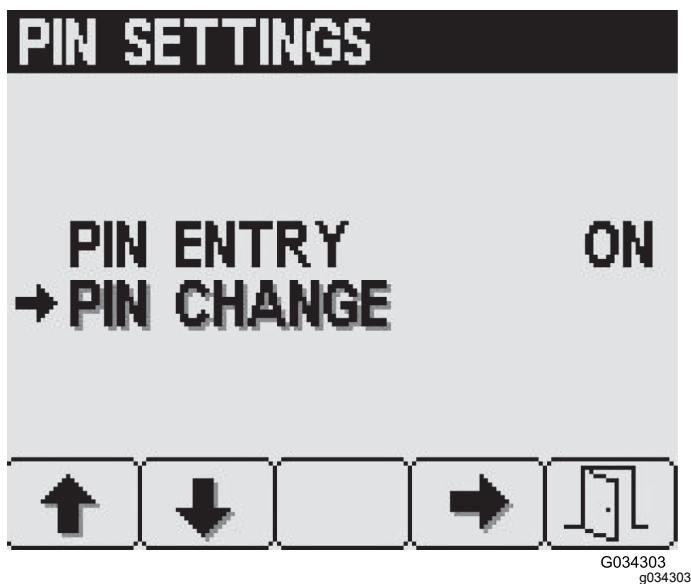 PIN SETTINGS
PIN ENTRY ON
PIN CHANGE
G034303
g034303